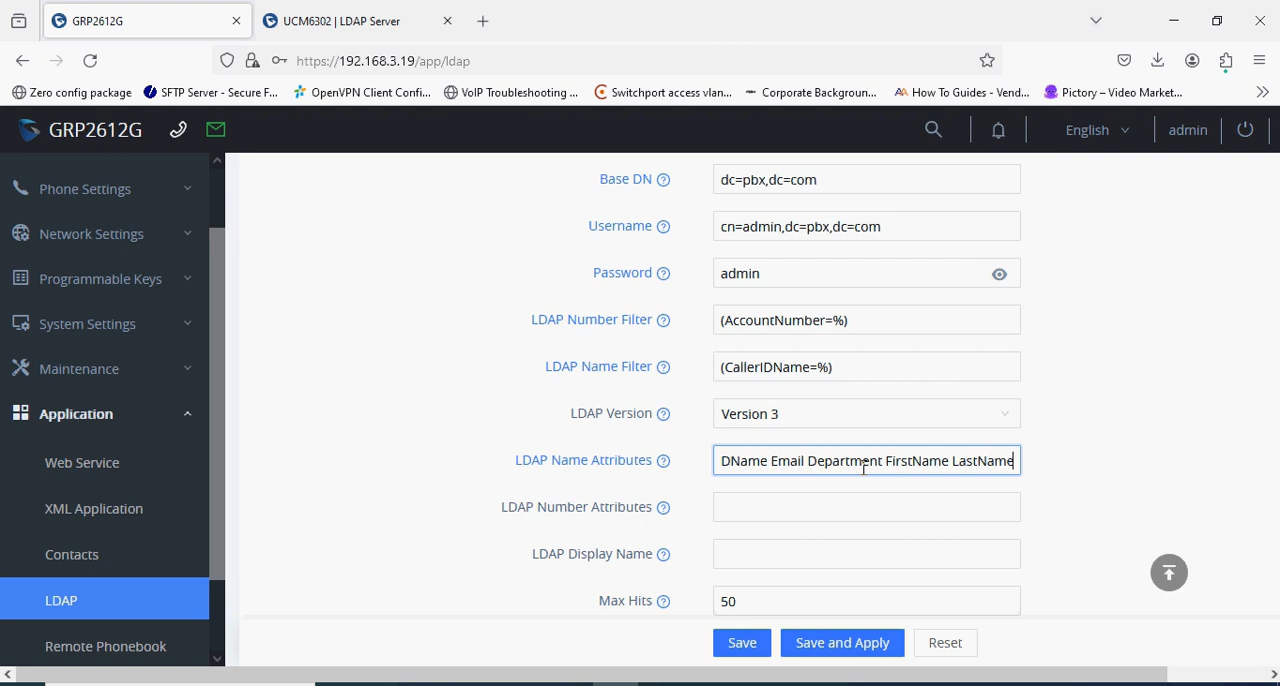 GRP2612G
UCM6302 | LDAP Server
https://192.168.3.19/app/ldap
Zero config package
SFTP Server - Secure F...
OpenVPN Client Confi...
VoIP Troubleshooting ...
Switchport access vlan...
Corporate Backgroun...
How To Guides - Vend...
Pictory – Video Market...
GRP2612G
English
admin
Phone Settings
Network Settings
Programmable Keys
System Settings
Maintenance
Application
Web Service
XML Application
Contacts
LDAP
Remote Phonebook
Base DN
dc=pbx,dc=com
Username
cn=admin,dc=pbx,dc=com
Password
admin
LDAP Number Filter
(AccountNumber=%)
LDAP Name Filter
(CallerIDName=%)
LDAP Version
Version 3
LDAP Name Attributes
DName Email Department FirstName LastName
LDAP Number Attributes
LDAP Display Name
Max Hits
50
Save
Save and Apply
Reset